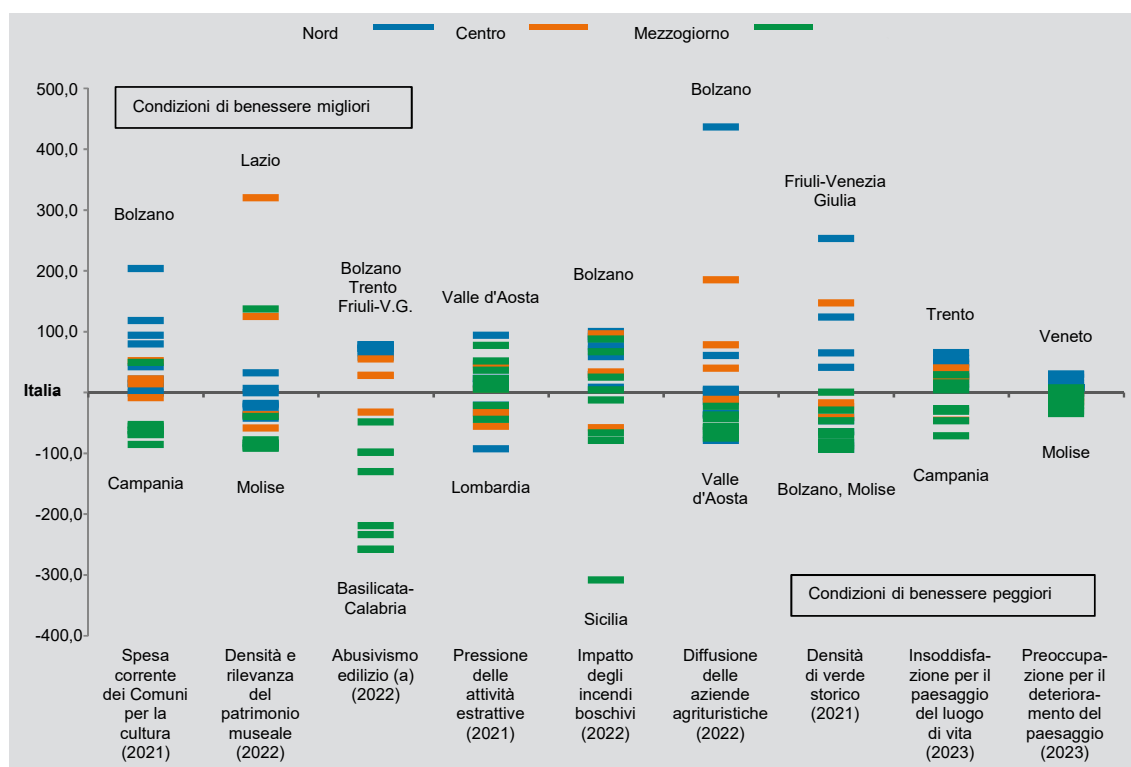 Nord Centro Mezzogiorno
500,0
400,0
300,0
200,0
100,0
Italia
-100,0
-200,0
-300,0
-400,0
Condizioni di benessere migliori
Condizioni di benessere peggiori
Bolzano
Campania
Lazio
Molise
Bolzano
Trento
Friuli-V.G.
Basilicata-
Calabria
Valle d'Aosta
Lombardia
Bolzano
Sicilia
Bolzano
Valle
d'Aosta
Friuli-Venezia
Giulia
Bolzano, Molise
Trento
Campania
Veneto
Molise
Spesa
corrente
dei Comuni
per la
cultura
(2021)
Densità e
rilevanza
del
patrimonio
museale
(2022)
Abusivismo
edilizio (a)
(2022)
Pressione
delle
attività
estrattive
(2021)
Impatto
degli
incendi
boschivi
(2022)
Diffusione
delle
aziende
agrituristiche
(2022)
Densità
di verde
storico
(2021)
Insoddisfa-
zione per il
paesaggio
del luogo
di vita
(2023)
Preoccupa-
zione per il
deteriora-
mento del
paesaggio
(2023)